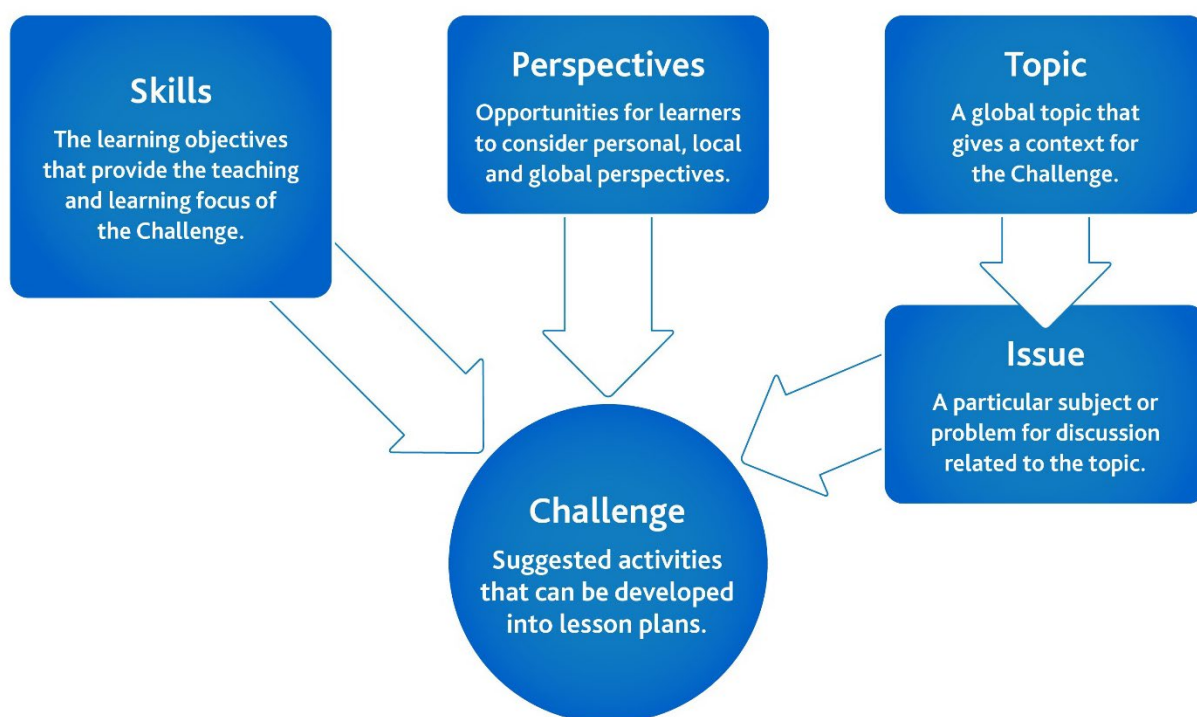 Skills
The learning objectives
that provide the teaching
and learning focus of
the Challenge.
Perspectives
Opportunities for learners
to consider personal, local
and global perspectives.
Topic
A global topic that
gives a context for
the Challenge.
Issue
A particular subject or
problem for discussion
related to the topic.
Challenge
Suggested activities
that can be developed
into lesson plans.